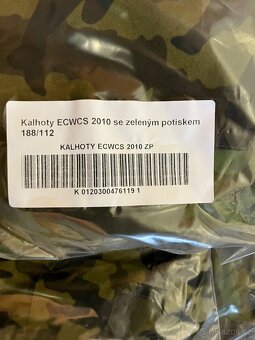 Kalhoty ECWCS 2010 se zeleným potiskem
188/112
KALHOTY ECWCS 2010 ZP
K 0120300476119 1